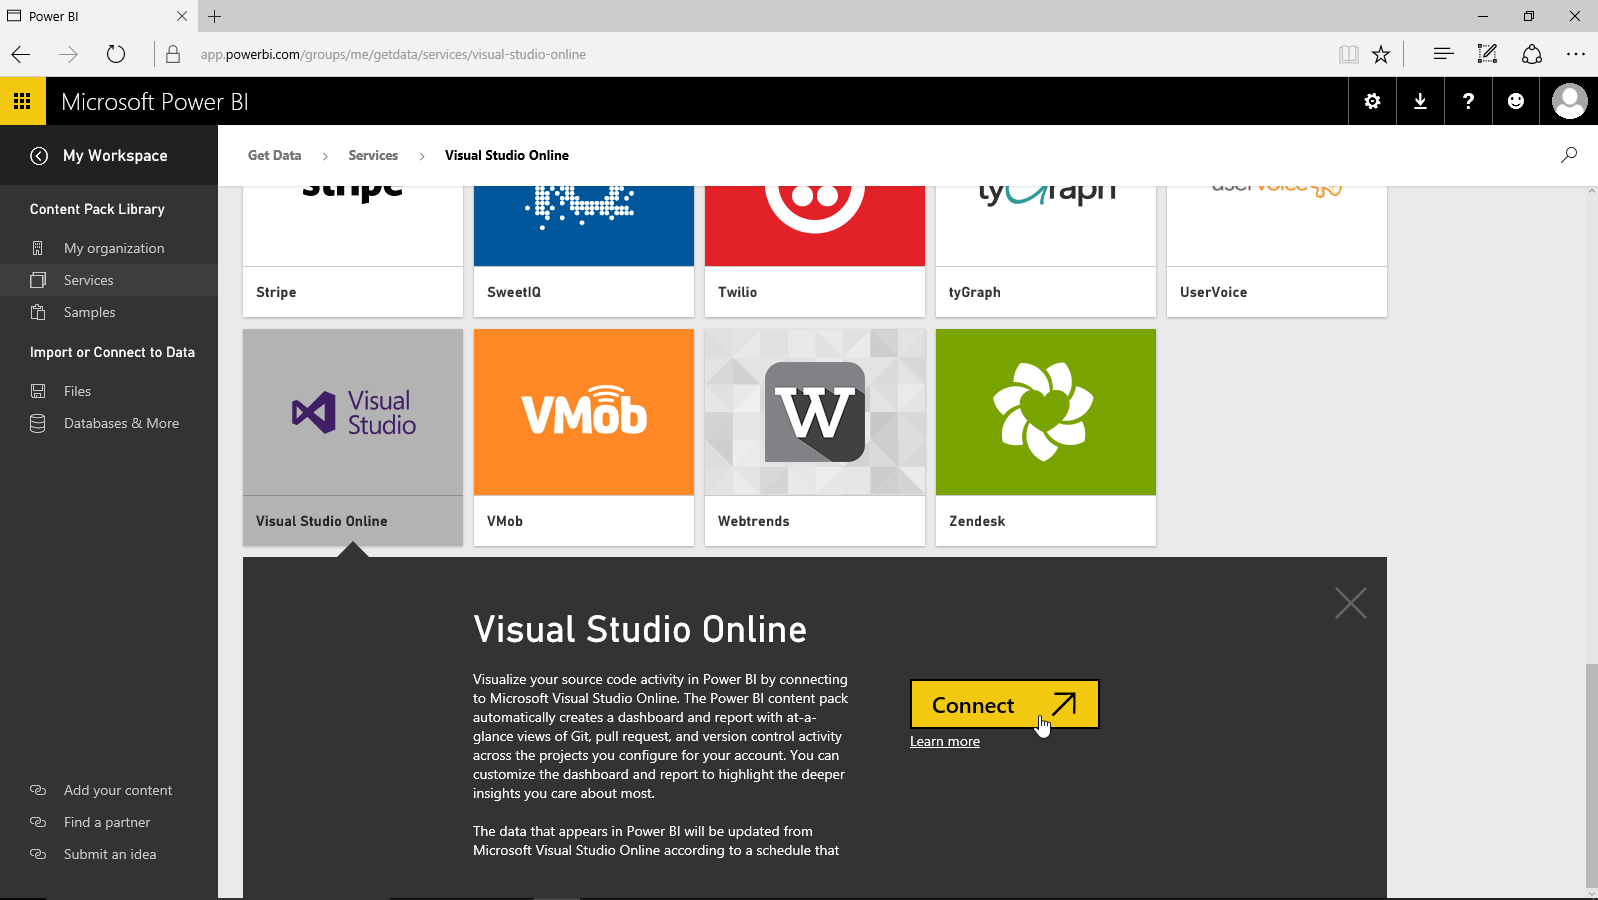 Power BI
app.powerbi.com/groups/me/getdata/services/visual-studio-online
Microsoft Power BI
My Workspace
Get Data
Services
Visual Studio Online
Content Pack Library
My organization
Services
Samples
Import or Connect to Data
Files
Databases & More
Add your content
Find a partner
Submit an idea
stripe
tyGraph
userVoice
Stripe
SweetIQ
Twilio
tyGraph
UserVoice
Visual
Studio
VMob
W
Visual Studio Online
VMob
Webtrends
Zendesk
Visual Studio Online
Visualize your source code activity in Power BI by connecting
to Microsoft Visual Studio Online. The Power BI content pack
automatically creates a dashboard and report with at-a-
glance views of Git, pull request, and version control activity
across the projects you configure for your account. You can
customize the dashboard and report to highlight the deeper
insights you care about most.
The data that appears in Power BI will be updated from
Microsoft Visual Studio Online according to a schedule that
Connect
Learn more